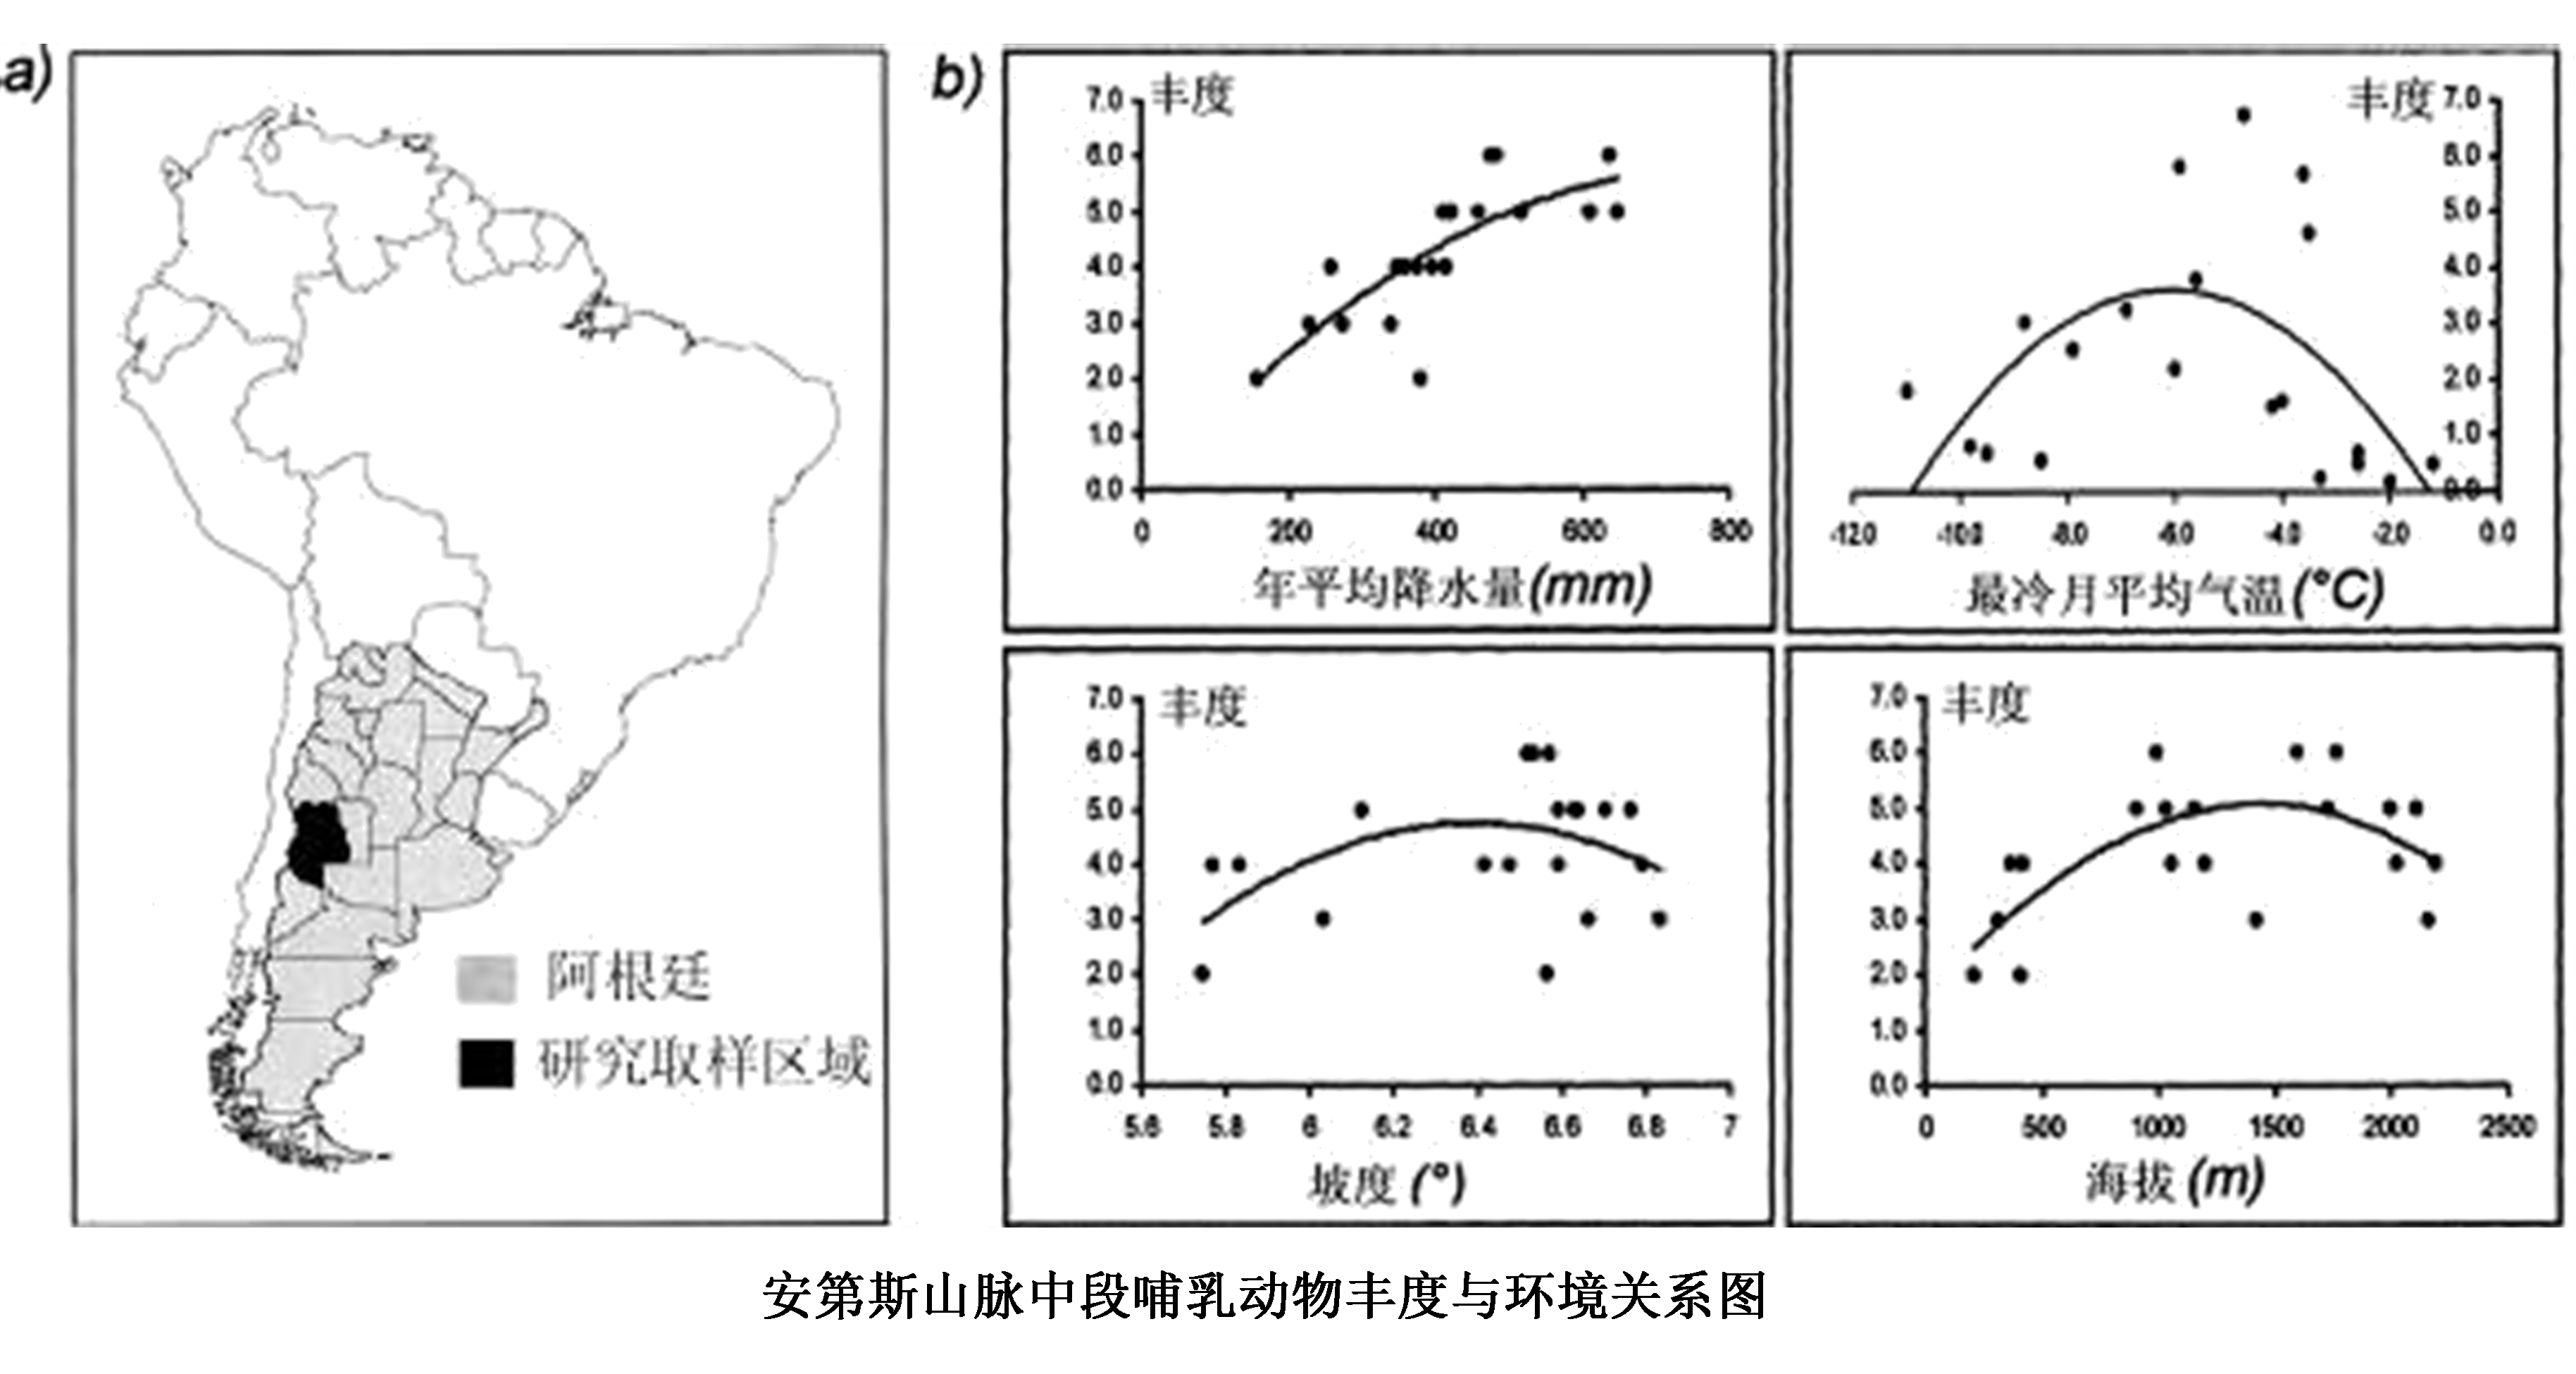 a)
阿根廷
研究取样区域
b)
丰度
7.0
6.0
5.0
4.0
3.0
2.0
1.0
0.0
0 200 400 600 800
年平均降水量(mm)
丰度
7.0
6.0
5.0
4.0
3.0
2.0
1.0
0.0
-12.0 -10.0 -8.0 -6.0 -4.0 -2.0 0.0
最冷月平均气温(°C)
丰度
7.0
6.0
5.0
4.0
3.0
2.0
1.0
0.0
5.6 5.8 6 6.2 6.4 6.6 6.8 7
坡度(°)
丰度
7.0
6.0
5.0
4.0
3.0
2.0
1.0
0.0
0 500 1000 1500 2000 2500
海拔(m)
安第斯山脉中段哺乳动物丰度与环境关系图